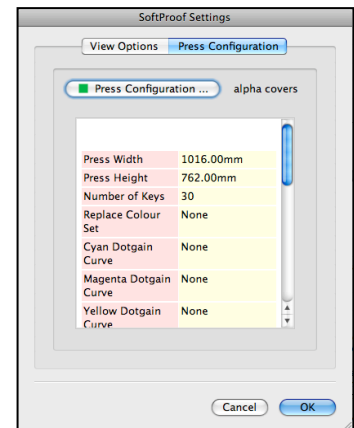 SoftProof Settings
View Options Press Configuration
Press Configuration ... alpha covers
Press Width 1016.00mm
Press Height 762.00mm
Number of Keys 30
Replace Colour None
Set
Cyan Dotgain None
Curve
Magenta Dotgain None
Curve
Yellow Dotgain None
Curve
Cancel OK